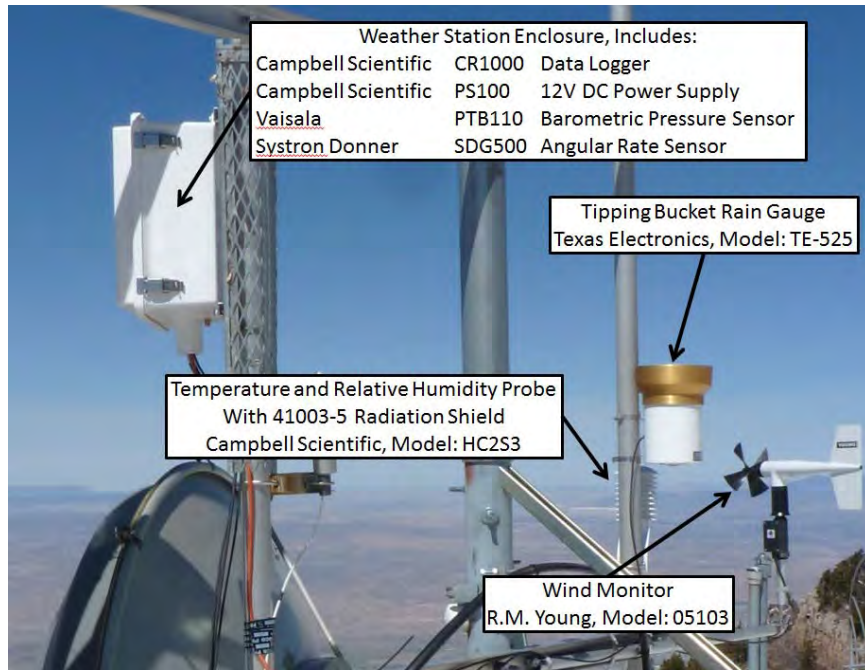 Weather Station Enclosure, Includes:
Campbell Scientific CR1000 Data Logger
Campbell Scientific PS100 12V DC Power Supply
Vaisala PTB110 Barometric Pressure Sensor
Systron Donner SDG500 Angular Rate Sensor
Tipping Bucket Rain Gauge
Texas Electronics, Model: TE-525
Temperature and Relative Humidity Probe
With 41003-5 Radiation Shield
Campbell Scientific, Model: HC2S3
Wind Monitor
R.M. Young, Model: 05103